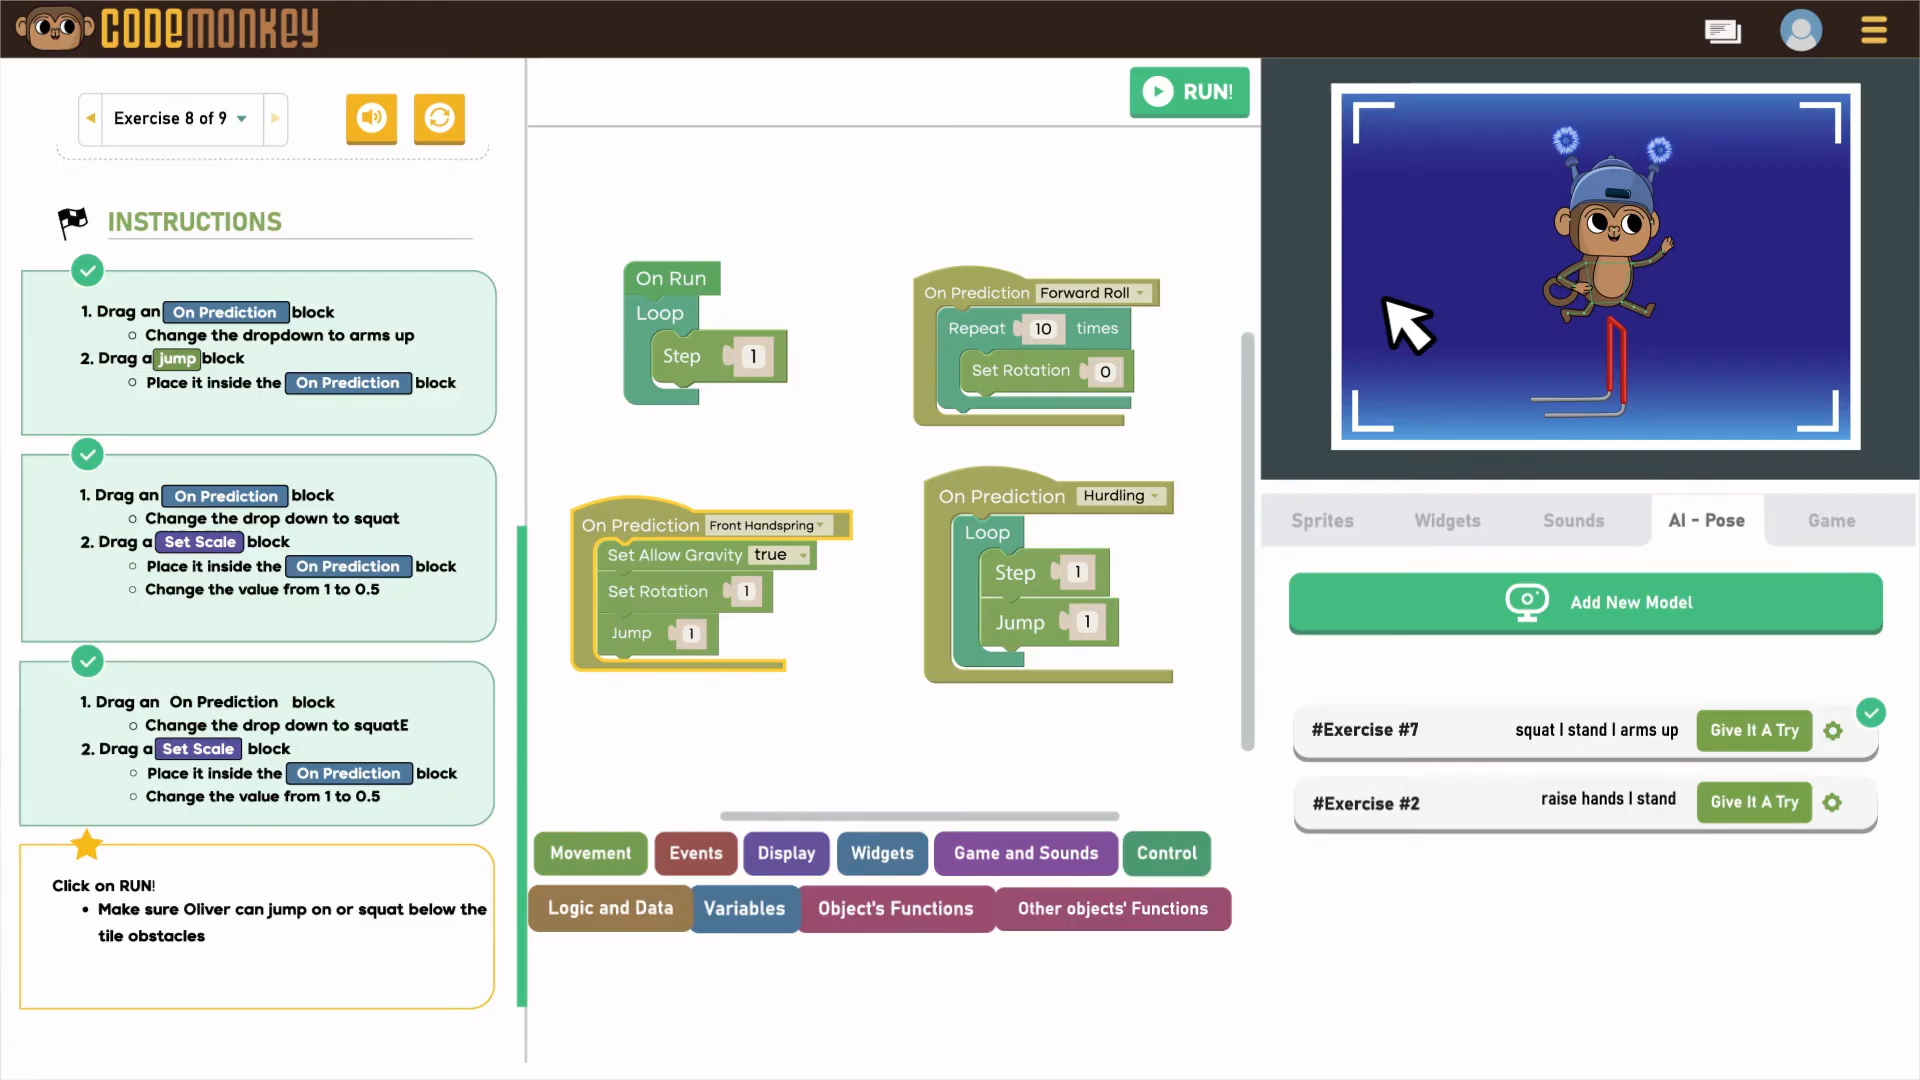 CODEMONKEY
Exercise 8 of 9
RUN!
INSTRUCTIONS
1. Drag an On Prediction block
Change the dropdown to arms up
2. Drag a jump block
Place it inside the On Prediction block
1. Drag an On Prediction block
Change the drop down to squat
2. Drag a Set Scale block
Place it inside the On Prediction block
Change the value from 1 to 0.5
1. Drag an On Prediction block
Change the drop down to squatE
2. Drag a Set Scale block
Place it inside the On Prediction block
Change the value from 1 to 0.5
Click on RUN!
Make sure Oliver can jump on or squat below the
tile obstacles
On Run
Loop
Step 1
On Prediction Forward Roll
Repeat 10 times
Set Rotation 0
On Prediction Front Handspring
Set Allow Gravity true
Set Rotation 1
Jump 1
On Prediction Hurdling
Loop
Step 1
Jump 1
Movement Events Display Widgets Game and Sounds Control
Logic and Data Variables Object's Functions Other objects' Functions
Sprites Widgets Sounds AI - Pose Game
Add New Model
#Exercise #7 squat I stand I arms up Give It A Try
#Exercise #2 raise hands I stand Give It A Try